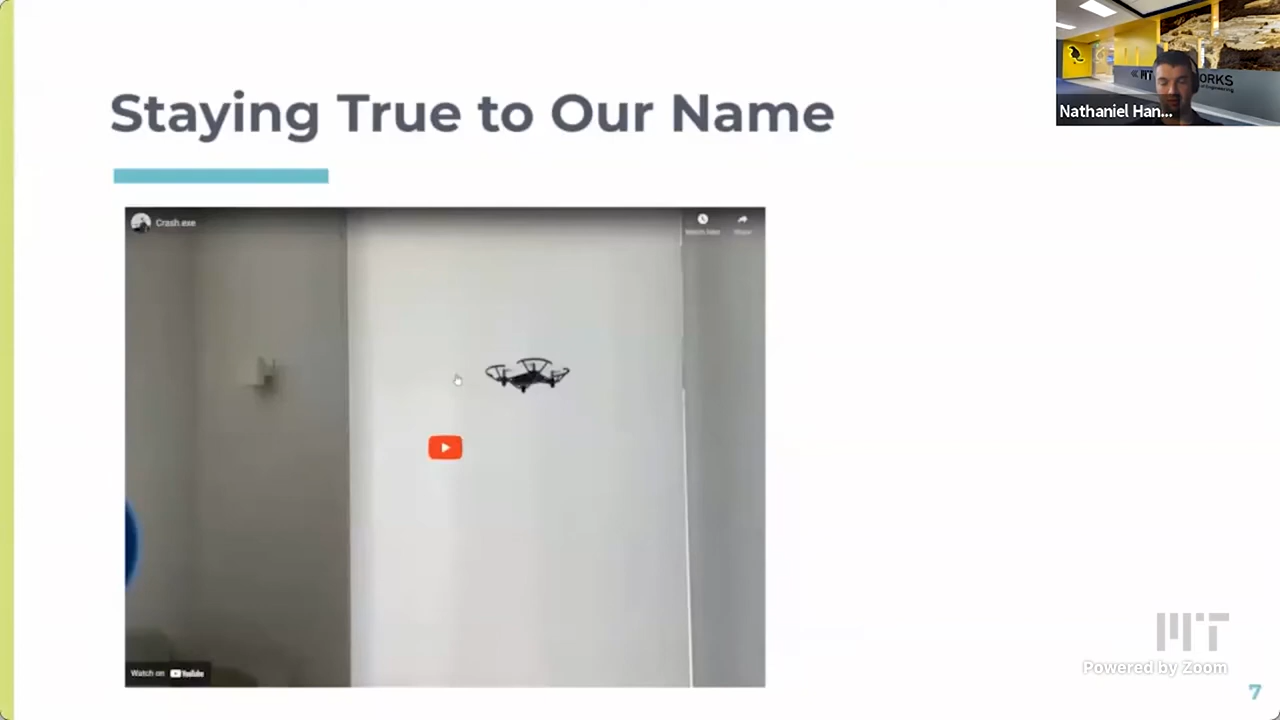 Staying True to Our Name
Nathaniel Han...
Crash.exe
Watch later
Share
Watch on YouTube
MIT
Powered by Zoom
7